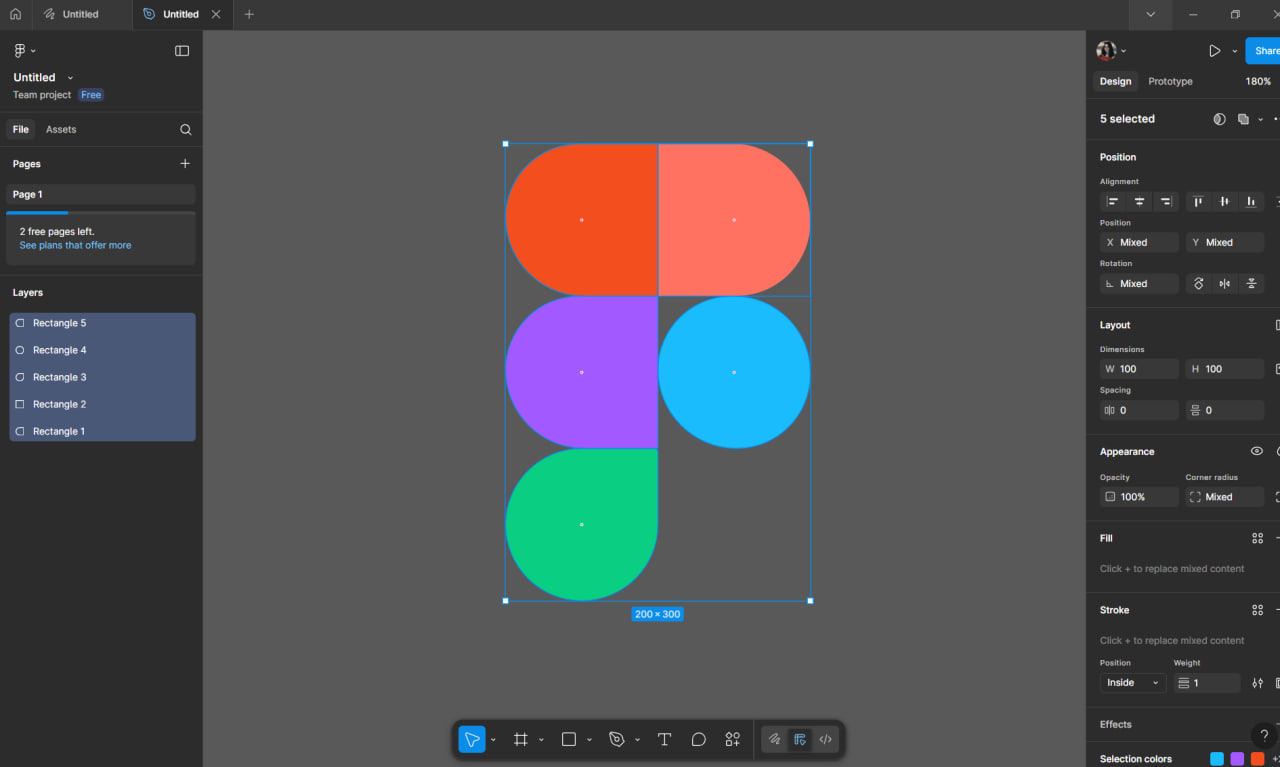 Untitled
Untitled
Untitled
Team project Free
File Assets
Pages
Page 1
2 free pages left.
See plans that offer more
Layers
Rectangle 5
Rectangle 4
Rectangle 3
Rectangle 2
Rectangle 1
200 × 300
Share
Design Prototype 180%
5 selected
Position
Alignment
Position
X Mixed Y Mixed
Rotation
Mixed
Layout
Dimensions
W 100 H 100
Spacing
0 0
Appearance
Opacity Corner radius
100% Mixed
Fill
Click + to replace mixed content
Stroke
Click + to replace mixed content
Position Weight
Inside 1
Effects
?
Selection colors